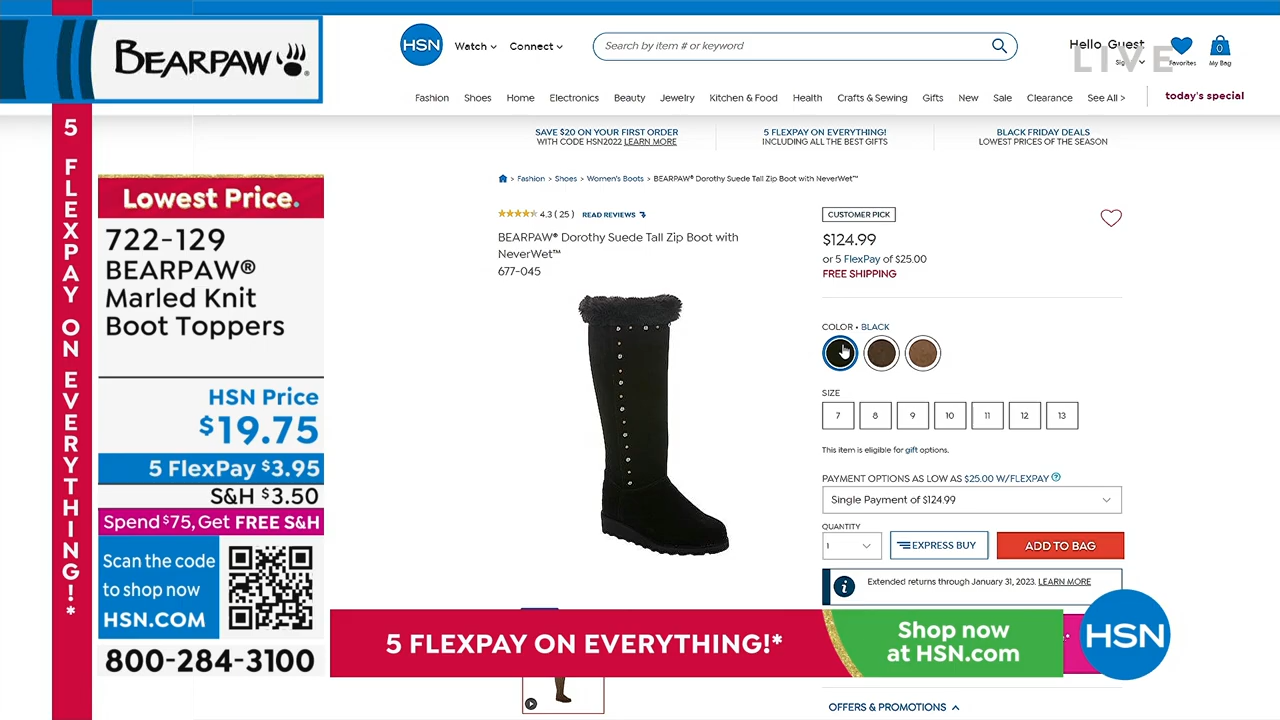 BEARPAW®
5 FLEXPAY ON EVERYTHING!*
Lowest Price.
722-129
BEARPAW®
Marled Knit
Boot Toppers
HSN Price
$19.75
5 FlexPay $3.95
S&H $3.50
Spend $75, Get FREE S&H
Scan the code
to shop now
HSN.COM
800-284-3100
HSN
Watch
Connect
Search by item # or keyword
Hello, Guest
LIVE
Favorites
0
My Bag
Fashion Shoes Home Electronics Beauty Jewelry Kitchen & Food Health Crafts & Sewing Gifts New Sale Clearance See All >
today's special
SAVE $20 ON YOUR FIRST ORDER
WITH CODE HSN2022 LEARN MORE
5 FLEXPAY ON EVERYTHING!
INCLUDING ALL THE BEST GIFTS
BLACK FRIDAY DEALS
LOWEST PRICES OF THE SEASON
> Fashion > Shoes > Women's Boots > BEARPAW® Dorothy Suede Tall Zip Boot with NeverWet™
4.3 ( 25 ) READ REVIEWS
BEARPAW® Dorothy Suede Tall Zip Boot with
NeverWet™
677-045
CUSTOMER PICK
$124.99
or 5 FlexPay of $25.00
FREE SHIPPING
COLOR • BLACK
SIZE
7 8 9 10 11 12 13
This item is eligible for gift options.
PAYMENT OPTIONS AS LOW AS $25.00 W/FLEXPAY ?
Single Payment of $124.99
QUANTITY
1
EXPRESS BUY
ADD TO BAG
i
Extended returns through January 31, 2023. LEARN MORE
5 FLEXPAY ON EVERYTHING!*
Shop now
at HSN.com
HSN
OFFERS & PROMOTIONS